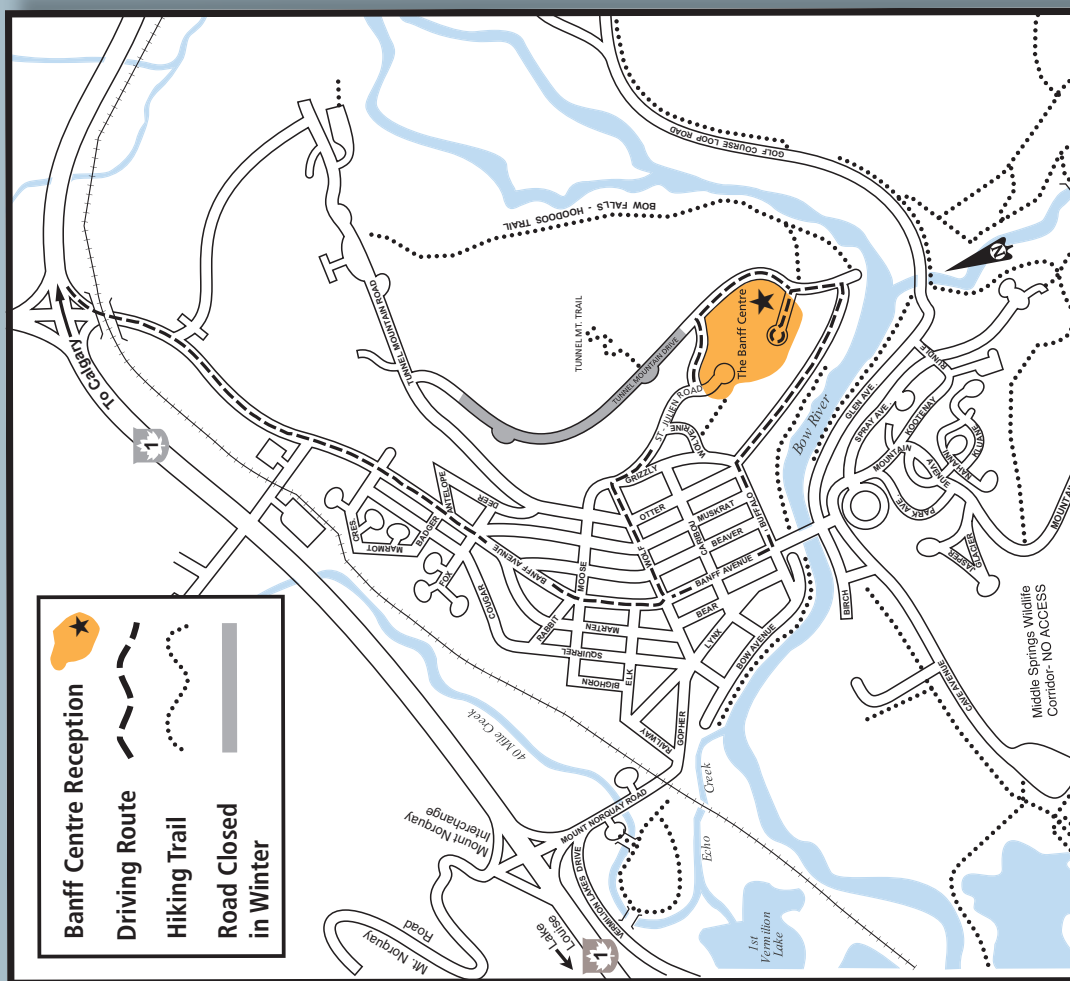 Banff Centre Reception
Driving Route
Hiking Trail
Road Closed
in Winter
To Calgary
1
TUNNEL MOUNTAIN ROAD
BOW FALLS - HOODOOS TRAIL
GOLF COURSE LOOP ROAD
TUNNEL MT. TRAIL
TUNNEL MOUNTAIN DRIVE
The Banff Centre
ST - JULIEN ROAD
WOLVERINE
GRIZZLY
OTTER
MUSKRAT
CARIBOU
BEAVER
BUFFALO
WOLF
BANFF AVENUE
BANFF AVENUE
MOOSE
DEER
ANTELOPE
BADGER
MARMOT
CRES.
FOX
COUGAR
RABBIT
MARTEN
SQUIRREL
BIGHORN
ELK
BEAR
LYNX
BOW AVENUE
RAILWAY
GOPHER
Bow River
N
GLEN AVE
SPRAY AVE.
RUNDLE
KOOTENAY
MOUNTAIN
AVENUE
NAHANNI
KLUANE
PARK AVE.
JASPER
GLACIER
MOUNTAI
BIRCH
CAVE AVENUE
Middle Springs Wildlife
Corridor- NO ACCESS
40 Mile Creek
Echo Creek
1st
Vermilion
Lake
MOUNT NORQUAY ROAD
VERMILION LAKES DRIVE
Mount Norquay
Interchange
Mt. Norquay
Road
Lake
Louise
1